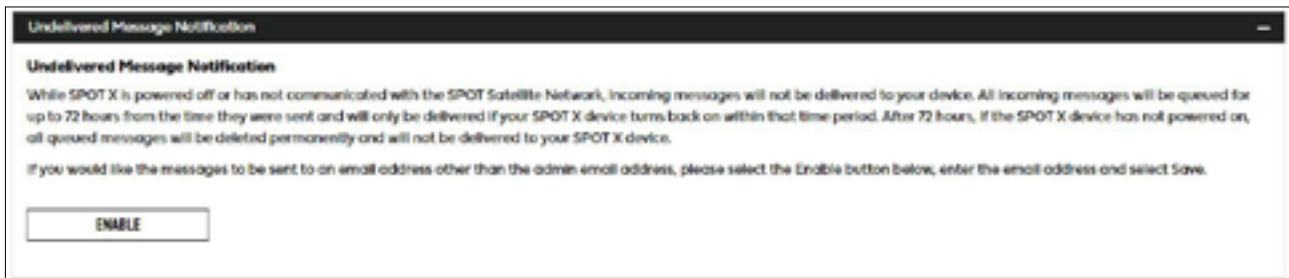 Undelivered Message Notification
Undelivered Message Notification
While SPOT X is powered off or has not communicated with the SPOT Satellite Network, incoming messages will not be delivered to your device. All incoming messages will be queued for
up to 72 hours from the time they were sent and will only be delivered if your SPOT X device turns back on within that time period. After 72 hours, if the SPOT X device has not powered on,
all queued messages will be deleted permanently and will not be delivered to your SPOT X device.
If you would like the messages to be sent to an email address other than the admin email address, please select the Enable button below, enter the email address and select Save.
ENABLE